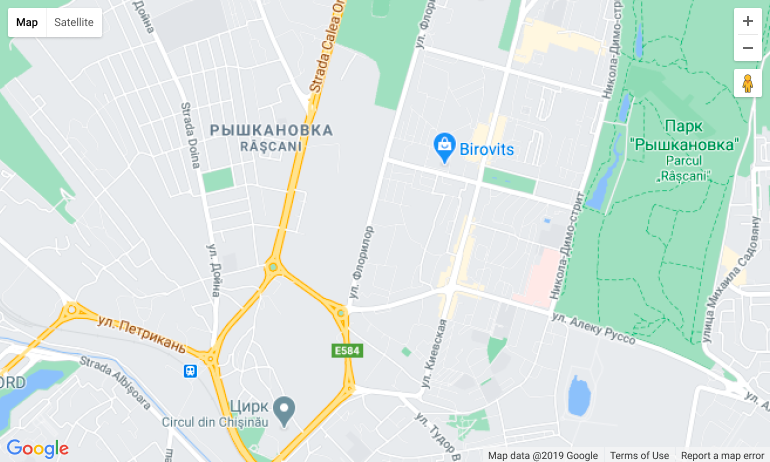 Map
Satellite
Дойна
Strada Calea Or
ул. Флорил
Никола-Димо-стрит
Strada Doina
РЫШКАНОВКА
RÂȘCANI
Birovits
Парк
"Рышкановка"
Parcul
„Râșcani"
ул. Дойна
ул. Флорилор
Никола-Димо-стрит
улица Михаила Садовяну
ул. Петрикань
ул. Алеку Руссо
E584
ул. Киевская
Strada Albișoara
ORD
Цирк
Circul din Chișinău
ул. Тудор В
ул. А
Google
Map data @2019 Google
Terms of Use
Report a map error